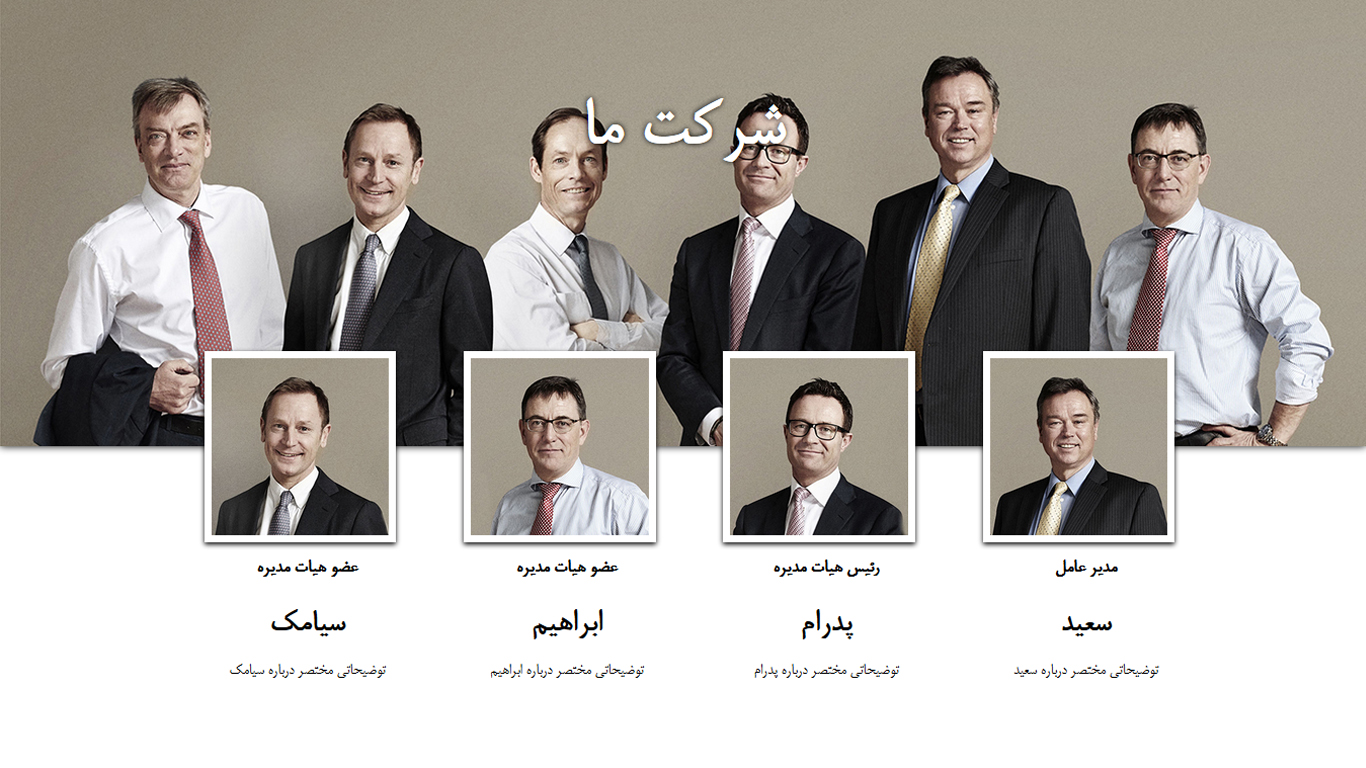 شرکت ما
مدیر عامل
سعید
توضیحاتی مختصر درباره سعید
رئیس هیات مدیره
پدرام
توضیحاتی مختصر درباره پدرام
عضو هیات مدیره
ابراهیم
توضیحاتی مختصر درباره ابراهیم
عضو هیات مدیره
سیامک
توضیحاتی مختصر درباره سیامک